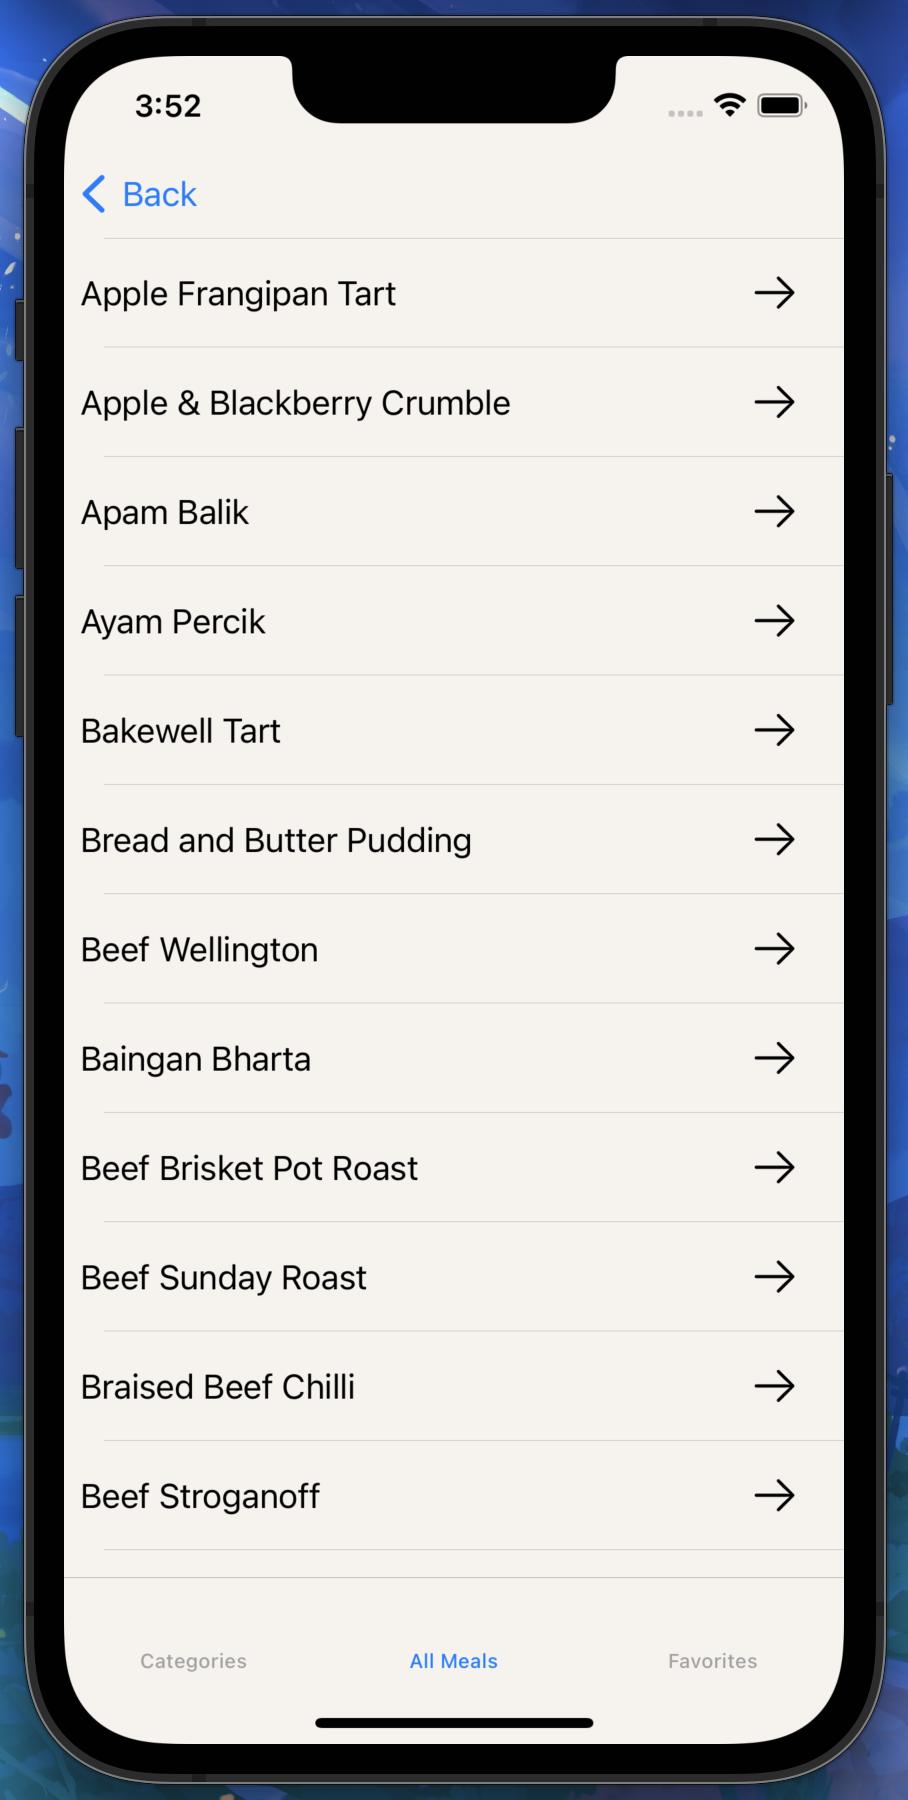 3:52
Back
Apple Frangipan Tart
Apple & Blackberry Crumble
Apam Balik
Ayam Percik
Bakewell Tart
Bread and Butter Pudding
Beef Wellington
Baingan Bharta
Beef Brisket Pot Roast
Beef Sunday Roast
Braised Beef Chilli
Beef Stroganoff
Categories All Meals Favorites